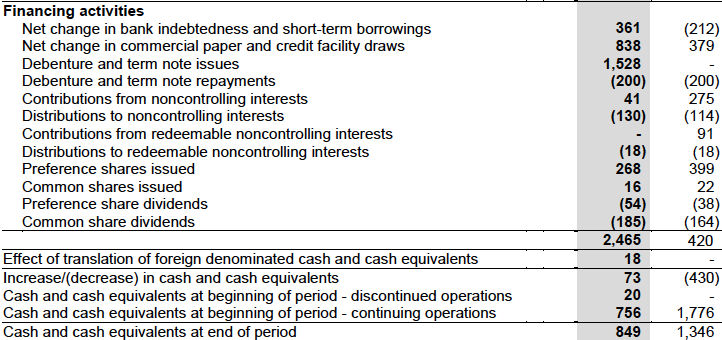 Financing activities
Net change in bank indebtedness and short-term borrowings 361 (212)
Net change in commercial paper and credit facility draws 838 379
Debenture and term note issues 1,528 -
Debenture and term note repayments (200) (200)
Contributions from noncontrolling interests 41 275
Distributions to noncontrolling interests (130) (114)
Contributions from redeemable noncontrolling interests - 91
Distributions to redeemable noncontrolling interests (18) (18)
Preference shares issued 268 399
Common shares issued 16 22
Preference share dividends (54) (38)
Common share dividends (185) (164)
2,465 420
Effect of translation of foreign denominated cash and cash equivalents 18 -
Increase/(decrease) in cash and cash equivalents 73 (430)
Cash and cash equivalents at beginning of period - discontinued operations 20 -
Cash and cash equivalents at beginning of period - continuing operations 756 1,776
Cash and cash equivalents at end of period 849 1,346